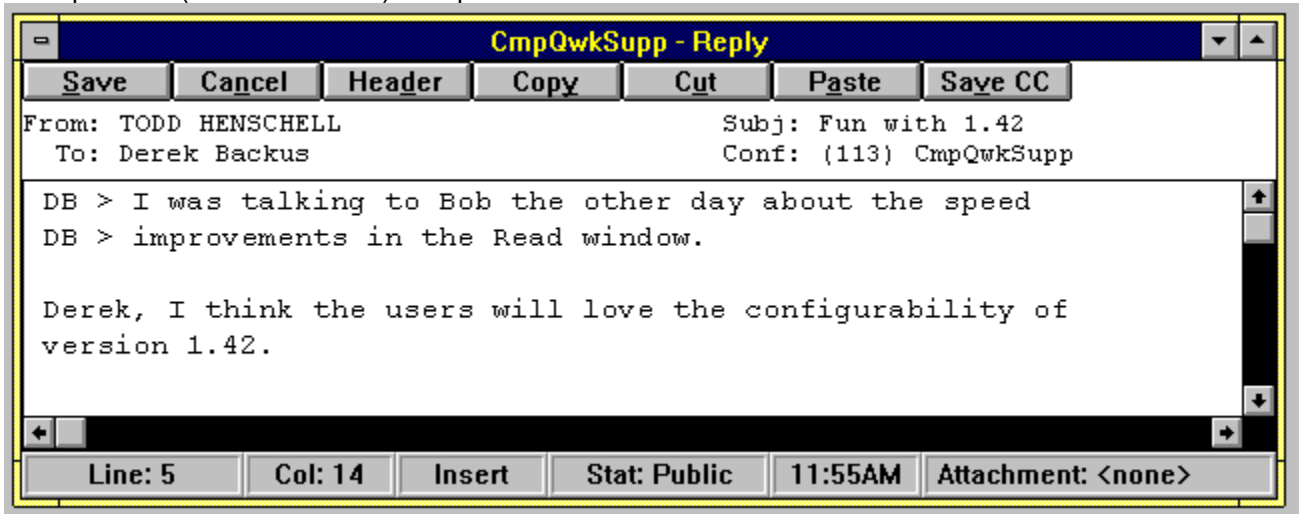 CmpQwkSupp - Reply
Save Cancel Header Copy Cut Paste Save CC
From: TODD HENSCHELL Subj: Fun with 1.42
To: Derek Backus Conf: (113) CmpQwkSupp
DB > I was talking to Bob the other day about the speed
DB > improvements in the Read window.
Derek, I think the users will love the configurability of
version 1.42.
Line: 5 Col: 14 Insert Stat: Public 11:55AM Attachment: <none>